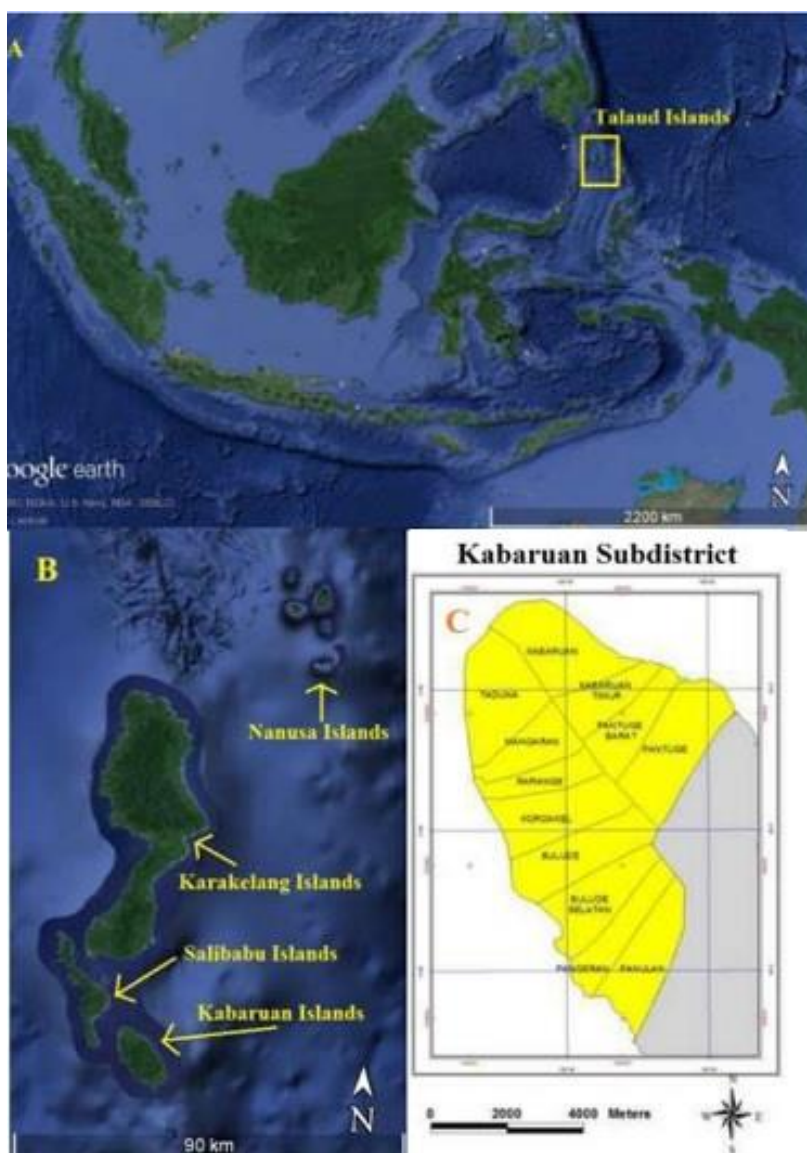 A
Talaud Islands
oogle earth
2200 km
N
B
Nanusa Islands
Karakelang Islands
Salibabu Islands
Kabaruan Islands
N
90 km
Kabaruan Subdistrict
C
KABARUAN
TADUNA
KABARUAN
TIMUR
PANTUGE
BARAT
PANTUGE
MANGARAN
RARANGE
KORDAKEL
BULUDE
BULUDE
SELATAN
PANGERAN
PANULAN
0 2000 4000 Meters
N
W E
S